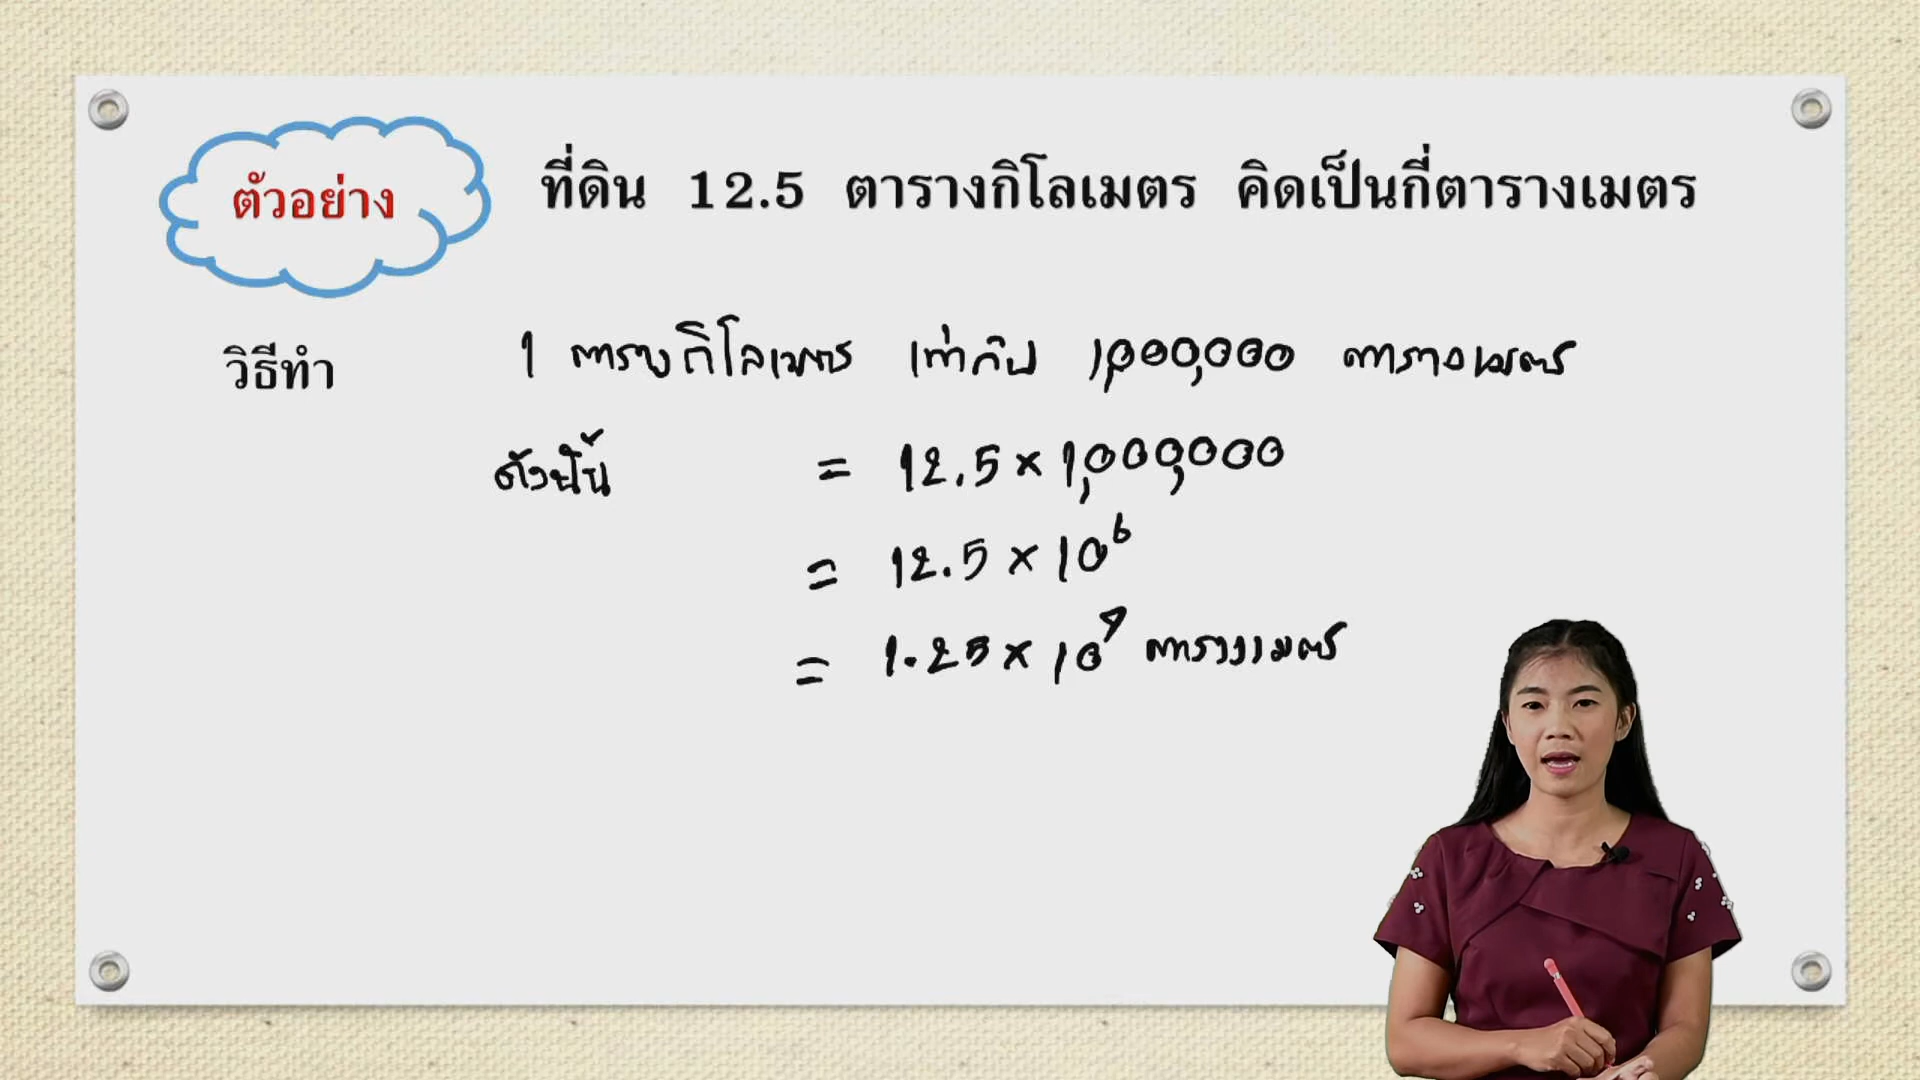 ตัวอย่าง
ที่ดิน 12.5 ตารางกิโลเมตร คิดเป็นกี่ตารางเมตร
วิธีทำ
1 ตารางกิโลเมตร เท่ากับ 1,000,000 ตารางเมตร
ดังนั้น = 12.5 × 1,000,000
= 12.5 × 10⁶
= 1.25 × 10⁷ ตารางเมตร